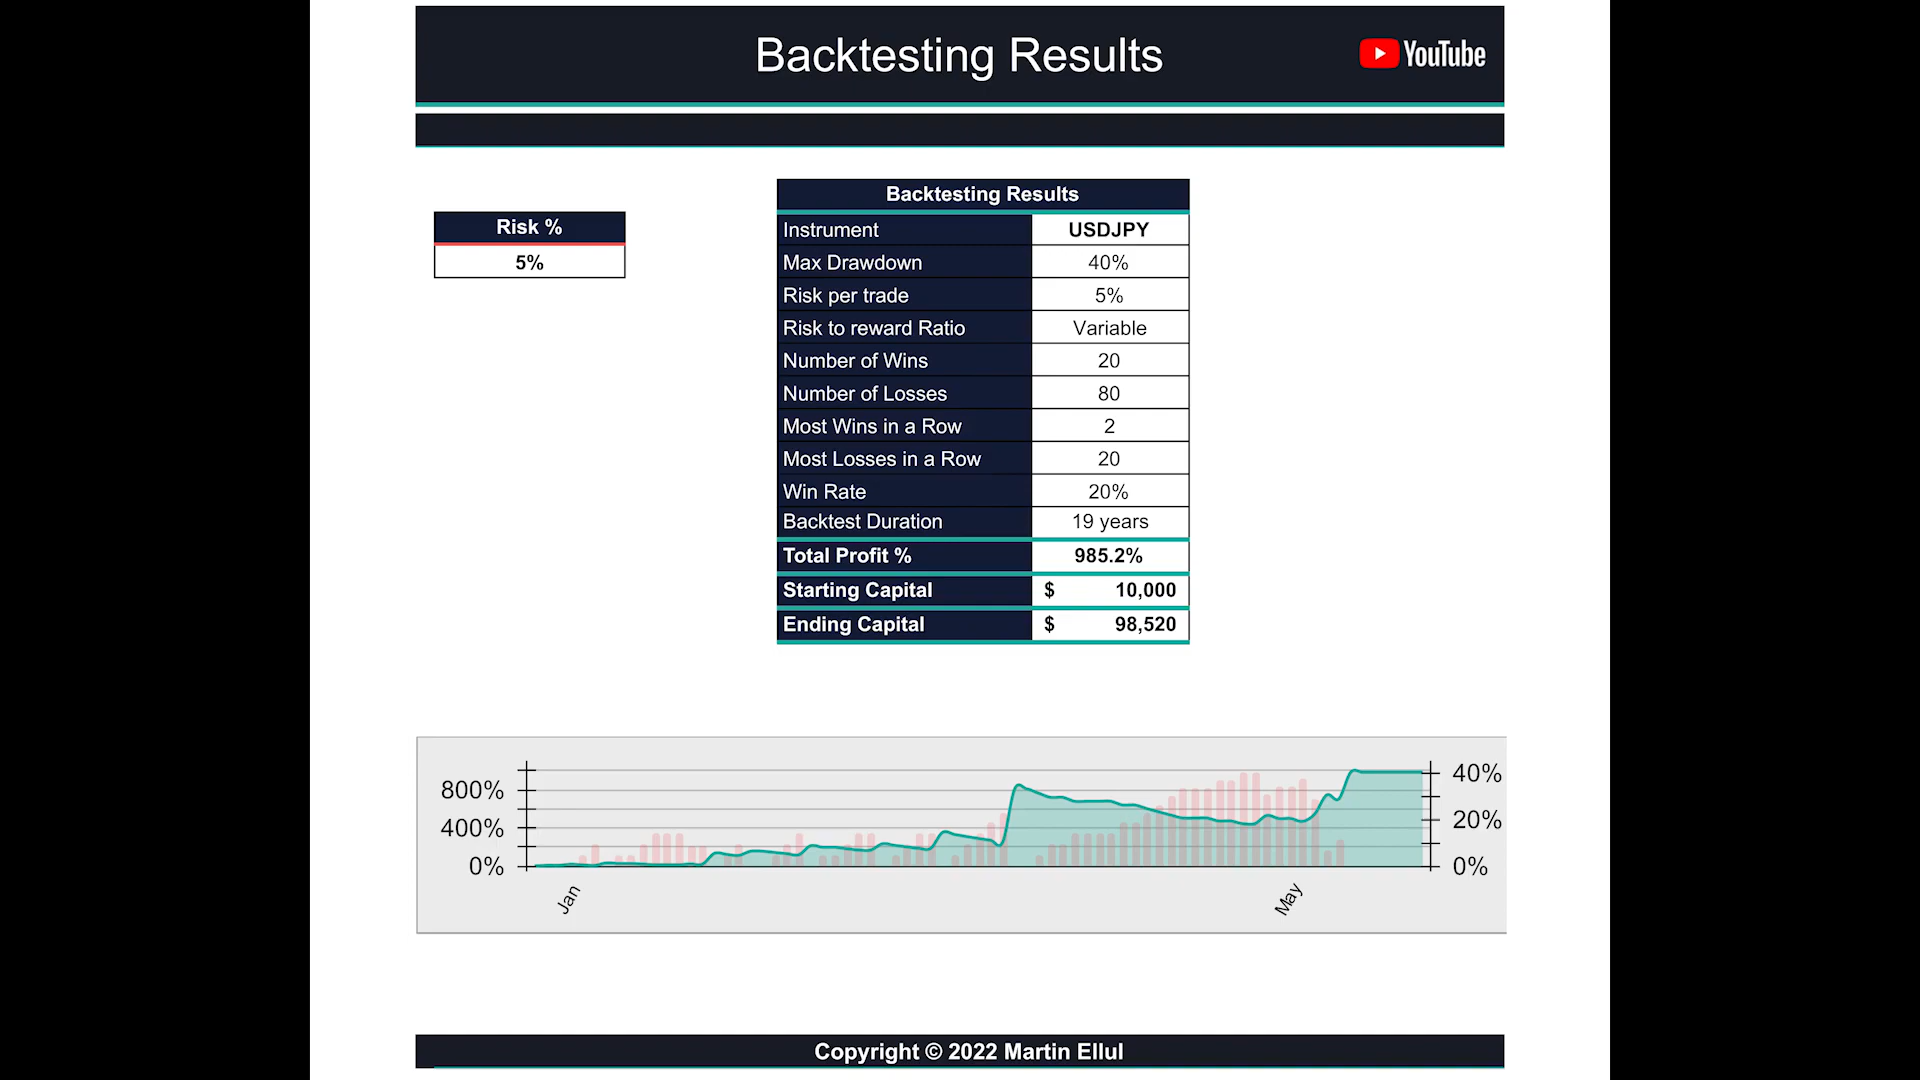 Backtesting Results
YouTube
Risk %
5%
Backtesting Results
Instrument USDJPY
Max Drawdown 40%
Risk per trade 5%
Risk to reward Ratio Variable
Number of Wins 20
Number of Losses 80
Most Wins in a Row 2
Most Losses in a Row 20
Win Rate 20%
Backtest Duration 19 years
Total Profit % 985.2%
Starting Capital $ 10,000
Ending Capital $ 98,520
800% 40%
400% 20%
0% 0%
Jan May
Copyright © 2022 Martin Ellul